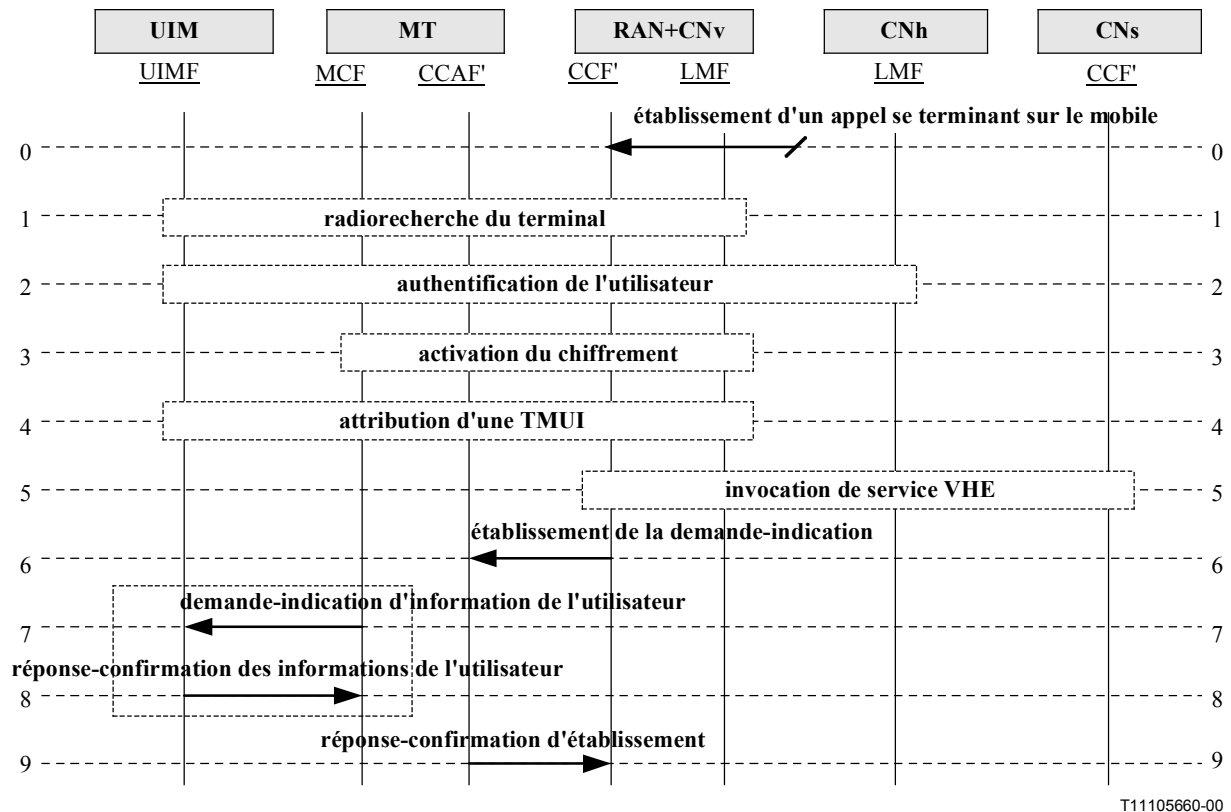 UIM MT RAN+CNv CNh CNs
UIMF MCF CCAF' CCF' LMF LMF CCF'
établissement d'un appel se terminant sur le mobile
0 0
1 radiorecherche du terminal 1
2 authentification de l'utilisateur 2
3 activation du chiffrement 3
4 attribution d'une TMUI 4
5 invocation de service VHE 5
établissement de la demande-indication
6 6
demande-indication d'information de l'utilisateur
7 7
réponse-confirmation des informations de l'utilisateur
8 8
réponse-confirmation d'établissement
9 9
T11105660-00